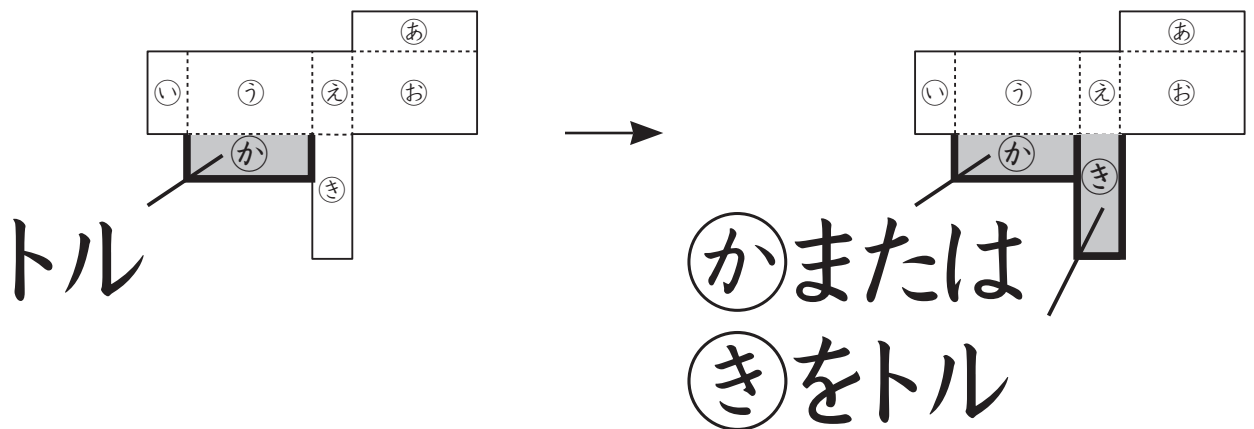 あ
い
う
え
お
か
き
トル
あ
い
う
え
お
か
き
かまたは
きをトル